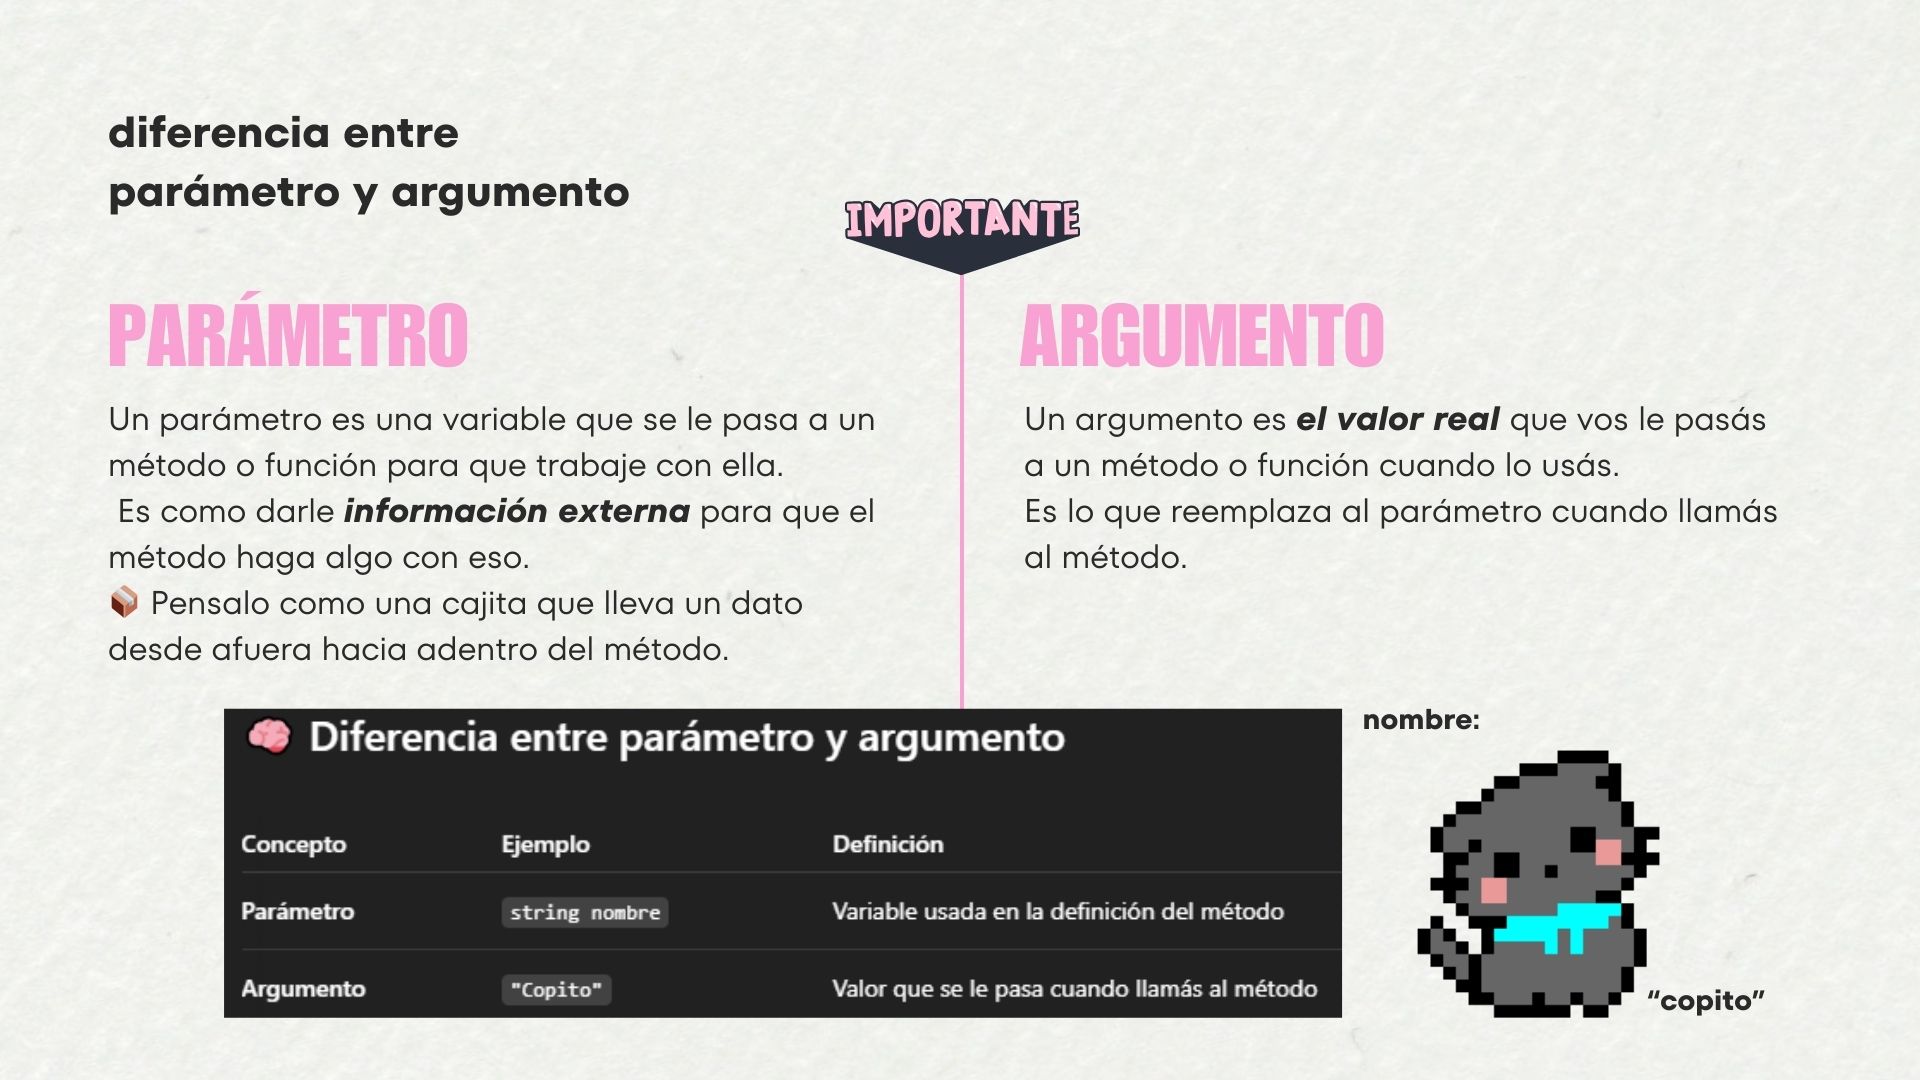 diferencia entre
parámetro y argumento
IMPORTANTE
PARÁMETRO
Un parámetro es una variable que se le pasa a un
método o función para que trabaje con ella.
Es como darle información externa para que el
método haga algo con eso.
📦 Pensalo como una cajita que lleva un dato
desde afuera hacia adentro del método.
ARGUMENTO
Un argumento es el valor real que vos le pasás
a un método o función cuando lo usás.
Es lo que reemplaza al parámetro cuando llamás
al método.
🧠 Diferencia entre parámetro y argumento
Concepto Ejemplo Definición
Parámetro string nombre Variable usada en la definición del método
Argumento "Copito" Valor que se le pasa cuando llamás al método
nombre:
“copito”